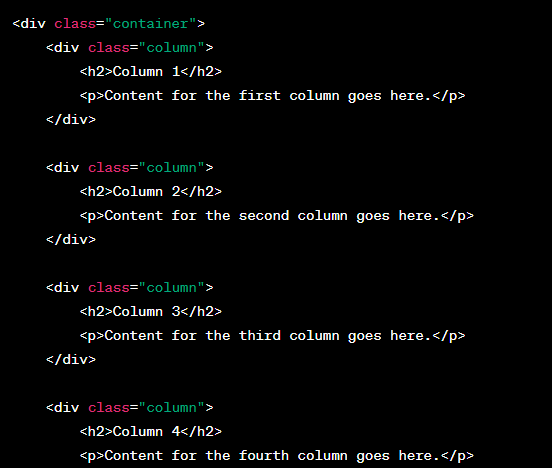 <div class="container">
    <div class="column">
        <h2>Column 1</h2>
        <p>Content for the first column goes here.</p>
    </div>

    <div class="column">
        <h2>Column 2</h2>
        <p>Content for the second column goes here.</p>
    </div>

    <div class="column">
        <h2>Column 3</h2>
        <p>Content for the third column goes here.</p>
    </div>

    <div class="column">
        <h2>Column 4</h2>
        <p>Content for the fourth column goes here.</p>